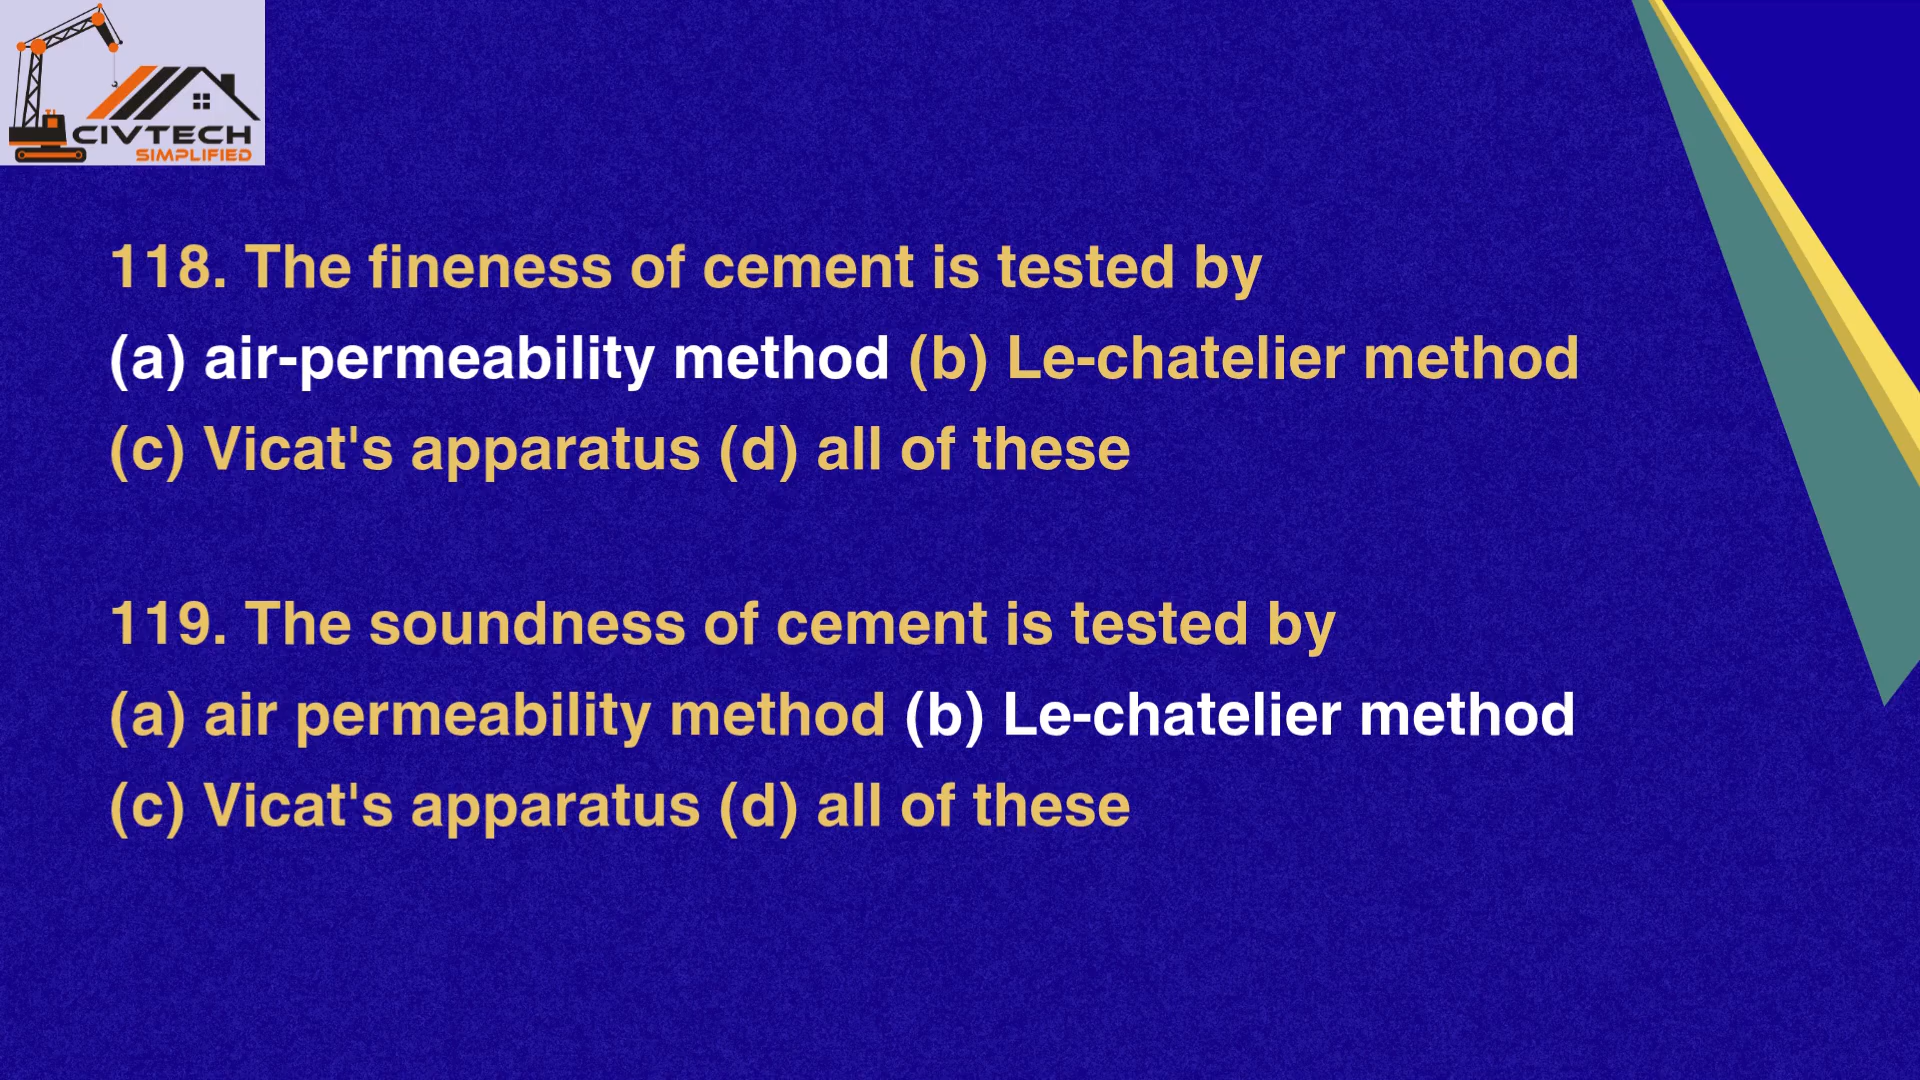 CIVTECH
SIMPLIFIED
118. The fineness of cement is tested by
(a) air-permeability method (b) Le-chatelier method
(c) Vicat's apparatus (d) all of these
119. The soundness of cement is tested by
(a) air permeability method (b) Le-chatelier method
(c) Vicat's apparatus (d) all of these